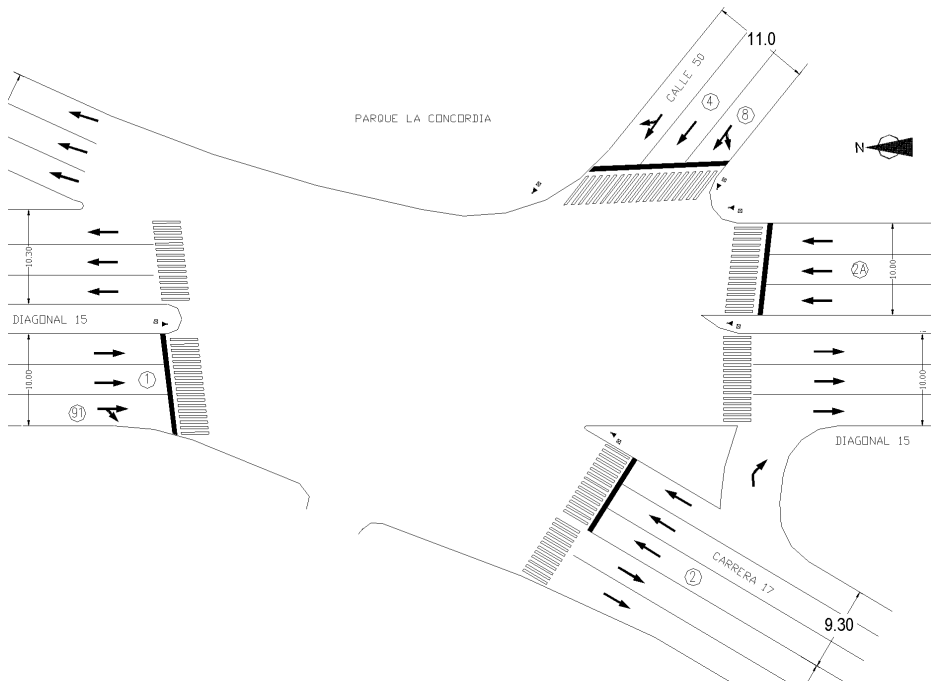 11.0
CALLE 50
4
8
PARQUE LA CONCORDIA
N
10.30
2A
10.00
DIAGONAL 15
10.00
1
91
10.00
DIAGONAL 15
CARRERA 17
2
9.30